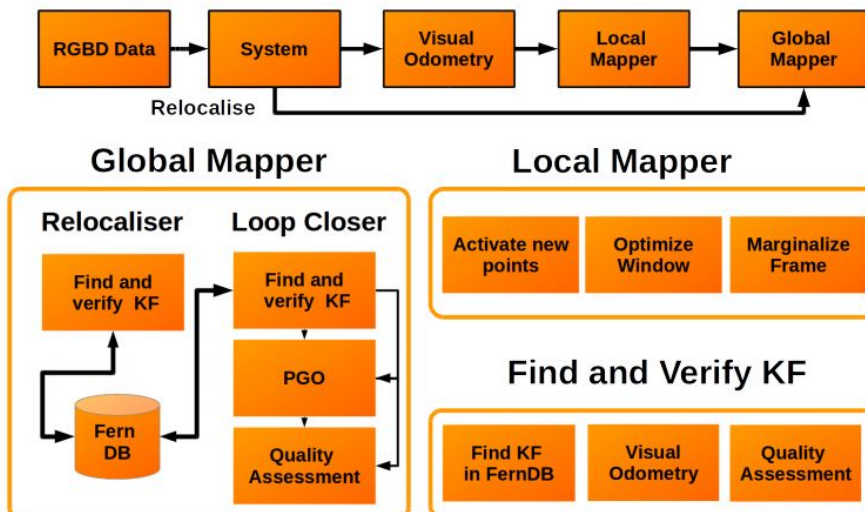 RGBD Data
System
Visual
Odometry
Local
Mapper
Global
Mapper
Relocalise
Global Mapper
Relocaliser
Loop Closer
Find and
verify KF
Find and
verify KF
PGO
Fern
DB
Quality
Assessment
Local Mapper
Activate new
points
Optimize
Window
Marginalize
Frame
Find and Verify KF
Find KF
in FernDB
Visual
Odometry
Quality
Assessment